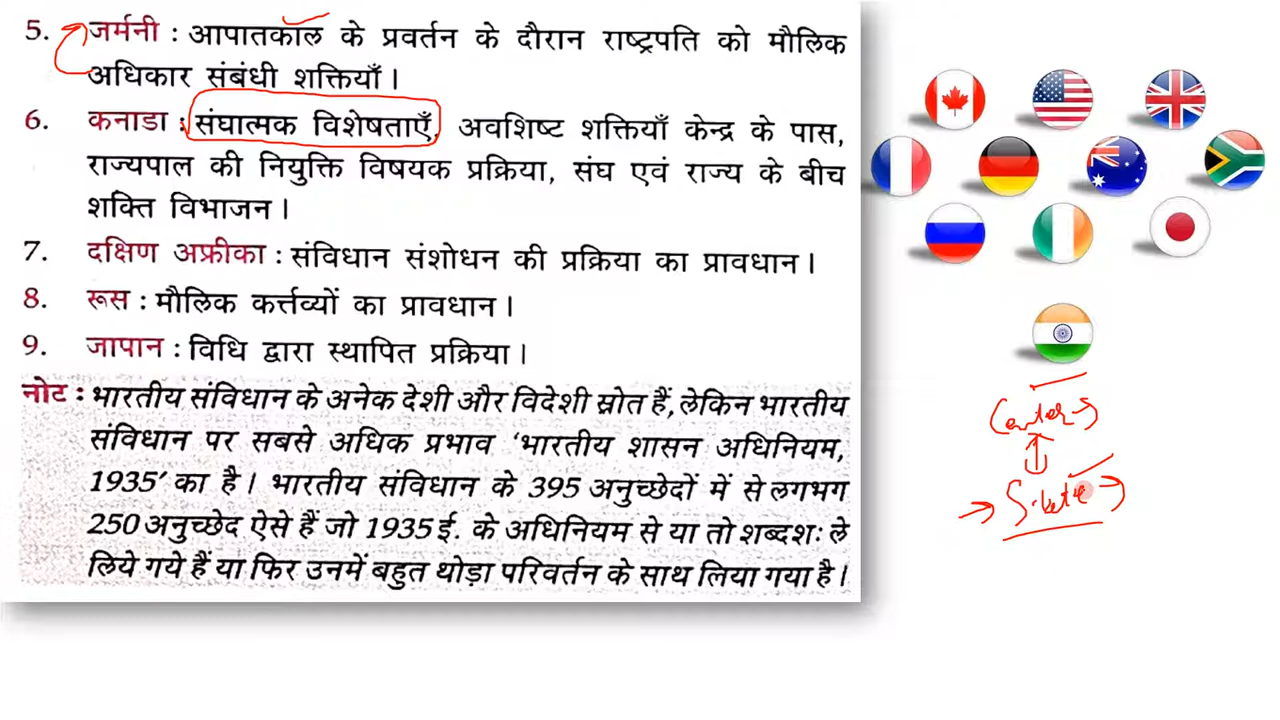 5. जर्मनी : आपातकाल के प्रवर्तन के दौरान राष्ट्रपति को मौलिक
अधिकार संबंधी शक्तियाँ।
6. कनाडा : संघात्मक विशेषताएँ, अवशिष्ट शक्तियाँ केन्द्र के पास,
राज्यपाल की नियुक्ति विषयक प्रक्रिया, संघ एवं राज्य के बीच
शक्ति विभाजन।
7. दक्षिण अफ्रीका : संविधान संशोधन की प्रक्रिया का प्रावधान।
8. रूस : मौलिक कर्त्तव्यों का प्रावधान।
9. जापान : विधि द्वारा स्थापित प्रक्रिया।
नोट : भारतीय संविधान के अनेक देशी और विदेशी स्रोत हैं, लेकिन भारतीय
संविधान पर सबसे अधिक प्रभाव 'भारतीय शासन अधिनियम,
1935' का है। भारतीय संविधान के 395 अनुच्छेदों में से लगभग
250 अनुच्छेद ऐसे हैं जो 1935 ई. के अधिनियम से या तो शब्दशः ले
लिये गये हैं या फिर उनमें बहुत थोड़ा परिवर्तन के साथ लिया गया है।
Center
State